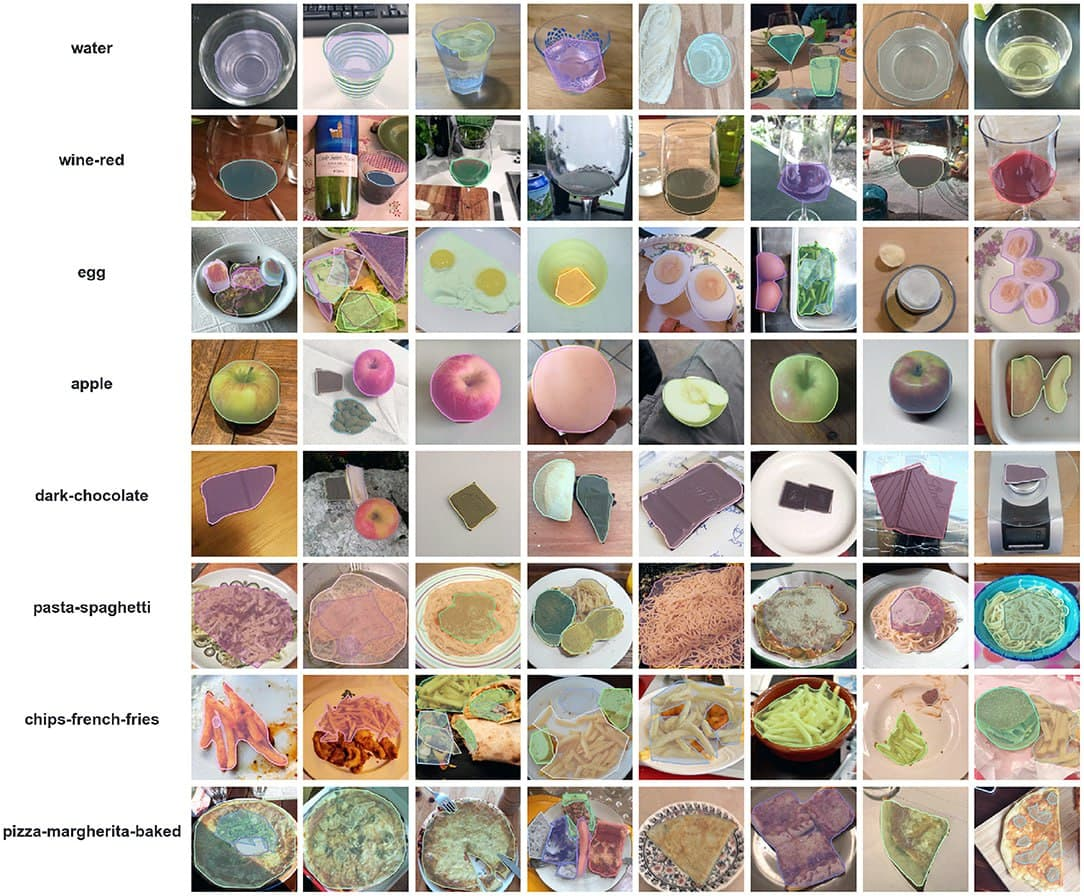 water
wine-red
egg
apple
dark-chocolate
pasta-spaghetti
chips-french-fries
pizza-margherita-baked